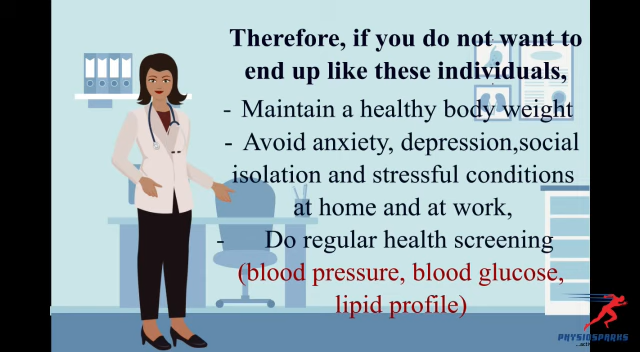 Therefore, if you do not want to
end up like these individuals,
- Maintain a healthy body weight
- Avoid anxiety, depression,social
isolation and stressful conditions
at home and at work,
- Do regular health screening
(blood pressure, blood glucose,
lipid profile)
PHYSIOSPARKS